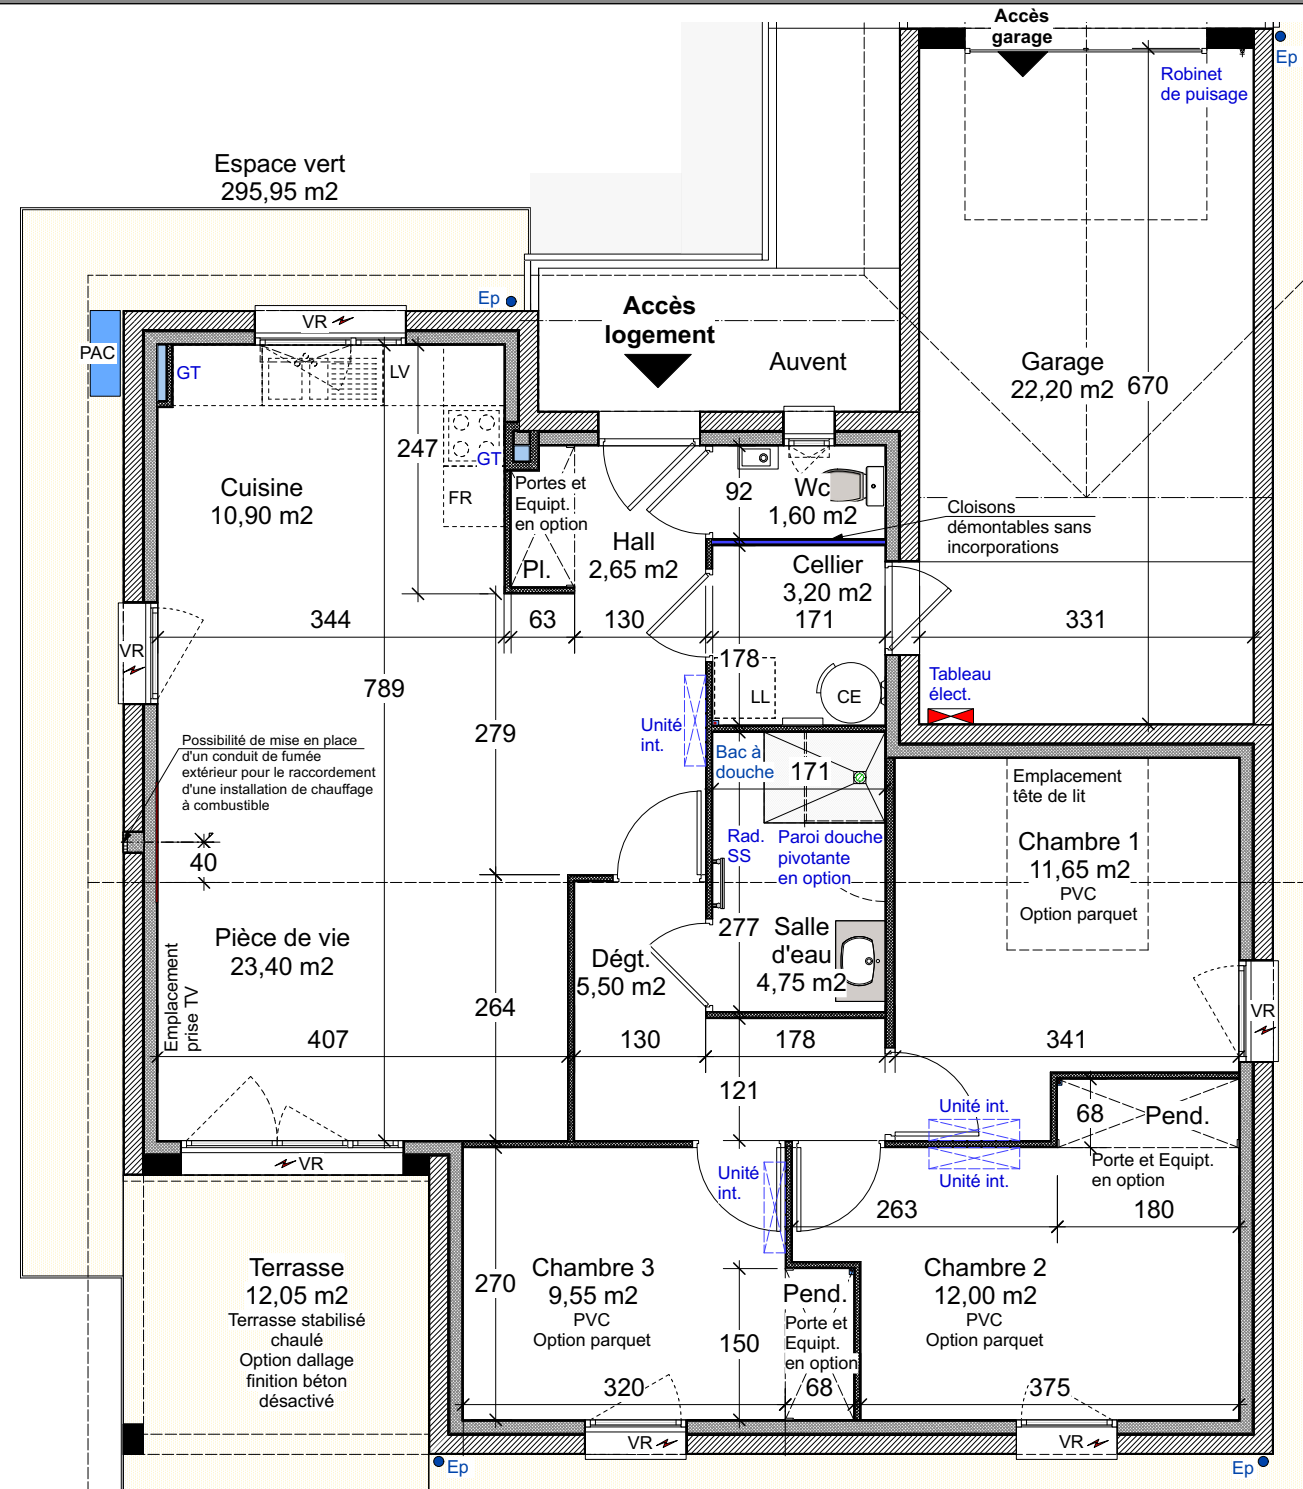 Accès
garage
Ep
Robinet
de puisage
Espace vert
295,95 m2
Ep
Accès
logement
VR
Auvent
PAC
GT
LV
Garage
22,20 m2
670
247
GT
Cuisine
10,90 m2
FR
Portes et
Equipt.
en option
92
Wc
1,60 m2
Cloisons
démontables sans
incorporations
Hall
2,65 m2
Pl.
Cellier
3,20 m2
344
63
130
171
331
VR
178
789
LL
CE
Tableau
élect.
Unité
int.
279
Possibilité de mise en place
d'un conduit de fumée
extérieur pour le raccordement
d'une installation de chauffage
à combustible
Bac à
douche
171
Emplacement
tête de lit
40
Rad.
SS
Paroi douche
pivotante
en option
Chambre 1
11,65 m2
PVC
Option parquet
Pièce de vie
23,40 m2
277
Salle
d'eau
4,75 m2
Dégt.
5,50 m2
Emplacement
prise TV
264
VR
407
130
178
341
121
Unité int.
68
Pend.
VR
Unité
int.
Unité int.
Porte et Equipt.
en option
263
180
Terrasse
12,05 m2
Terrasse stabilisé
chaulé
Option dallage
finition béton
désactivé
270
Chambre 3
9,55 m2
PVC
Option parquet
Pend.
Porte et
Equipt.
en option
150
Chambre 2
12,00 m2
PVC
Option parquet
320
68
375
VR
VR
Ep
Ep